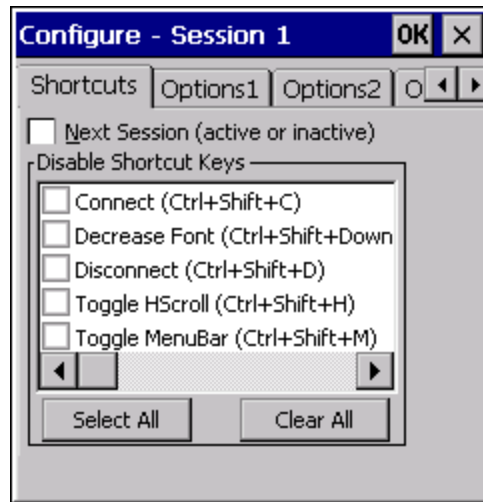 Configure - Session 1 OK ×
Shortcuts Options1 Options2 O
Next Session (active or inactive)
Disable Shortcut Keys
Connect (Ctrl+Shift+C)
Decrease Font (Ctrl+Shift+Down
Disconnect (Ctrl+Shift+D)
Toggle HScroll (Ctrl+Shift+H)
Toggle MenuBar (Ctrl+Shift+M)
Select All Clear All